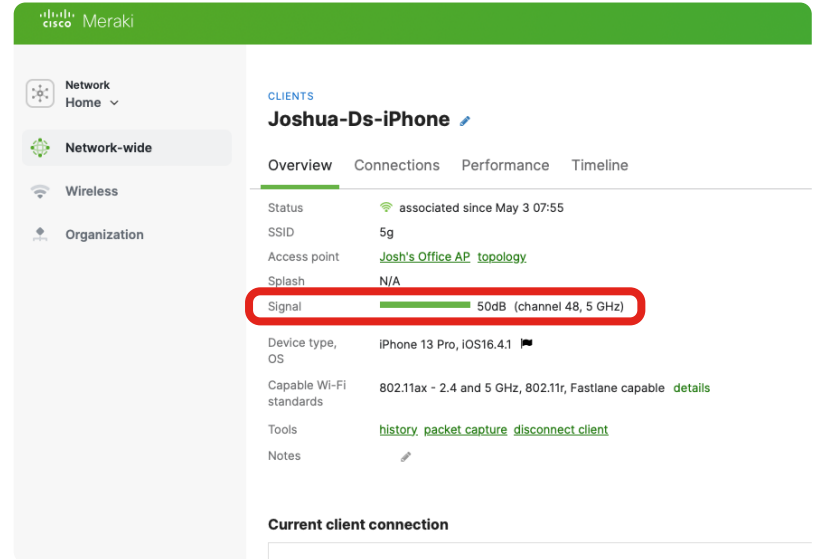 cisco Meraki
Network
Home
Network-wide
Wireless
Organization
CLIENTS
Joshua-Ds-iPhone
Overview Connections Performance Timeline
Status associated since May 3 07:55
SSID 5g
Access point Josh's Office AP topology
Splash N/A
Signal 50dB (channel 48, 5 GHz)
Device type, OS iPhone 13 Pro, iOS16.4.1
Capable Wi-Fi standards 802.11ax - 2.4 and 5 GHz, 802.11r, Fastlane capable details
Tools history packet capture disconnect client
Notes
Current client connection